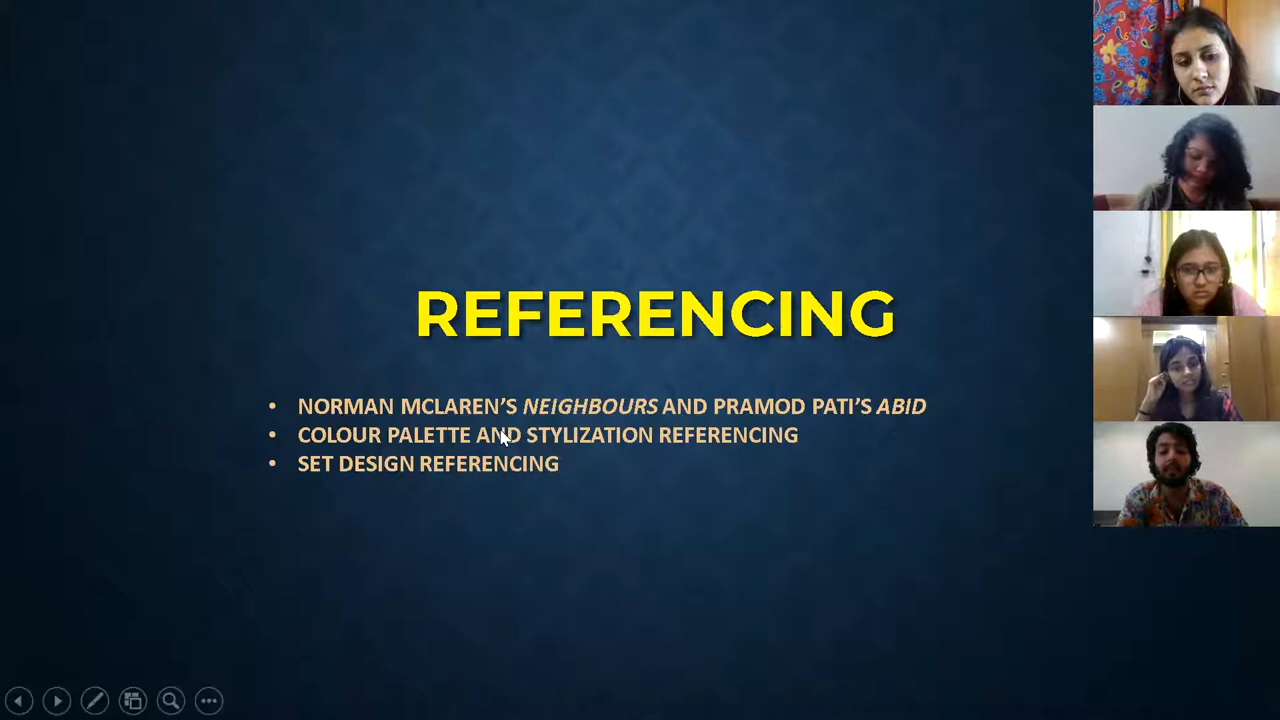 REFERENCING
• NORMAN MCLAREN'S NEIGHBOURS AND PRAMOD PATI'S ABID
• COLOUR PALETTE AND STYLIZATION REFERENCING
• SET DESIGN REFERENCING